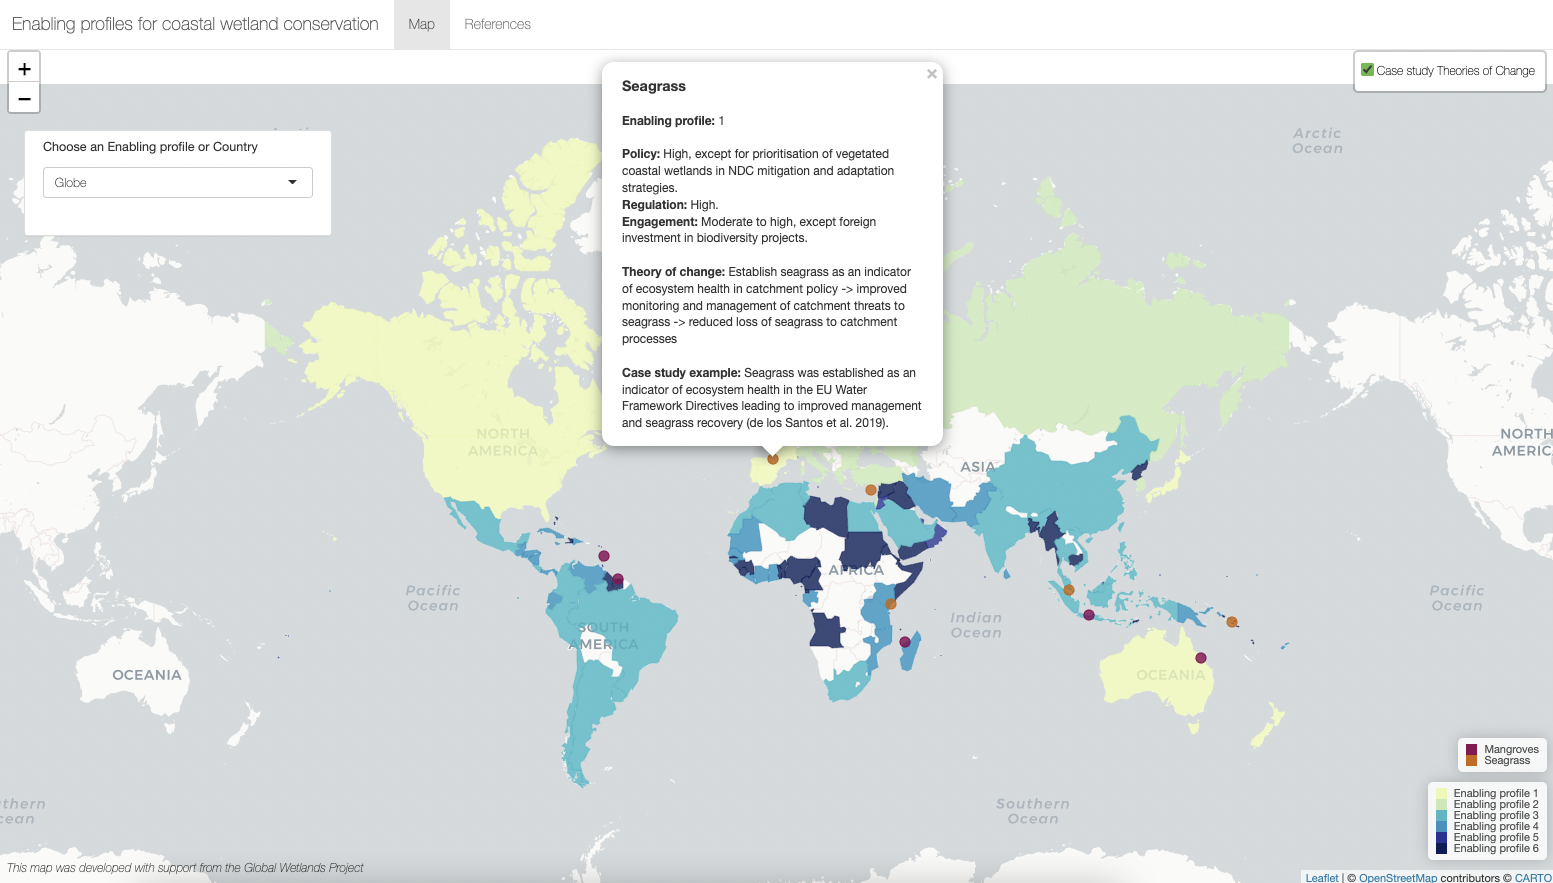 Enabling profiles for coastal wetland conservation
Map
References
+
−
Case study Theories of Change
Choose an Enabling profile or Country
Globe
×
Seagrass
Enabling profile: 1
Policy: High, except for prioritisation of vegetated
coastal wetlands in NDC mitigation and adaptation
strategies.
Regulation: High.
Engagement: Moderate to high, except foreign
investment in biodiversity projects.
Theory of change: Establish seagrass as an indicator
of ecosystem health in catchment policy -> improved
monitoring and management of catchment threats to
seagrass -> reduced loss of seagrass to catchment
processes
Case study example: Seagrass was established as an
indicator of ecosystem health in the EU Water
Framework Directives leading to improved management
and seagrass recovery (de los Santos et al. 2019).
Arctic
Ocean
NORTH
AMERICA
ASIA
NORTH
AMERIC
AFRICA
Pacific
Ocean
Indian
Ocean
Pacific
Ocean
SOUTH
AMERICA
OCEANIA
OCEANIA
thern
cean
Southern
Ocean
Mangroves
Seagrass
Enabling profile 1
Enabling profile 2
Enabling profile 3
Enabling profile 4
Enabling profile 5
Enabling profile 6
This map was developed with support from the Global Wetlands Project
Leaflet | © OpenStreetMap contributors © CARTO